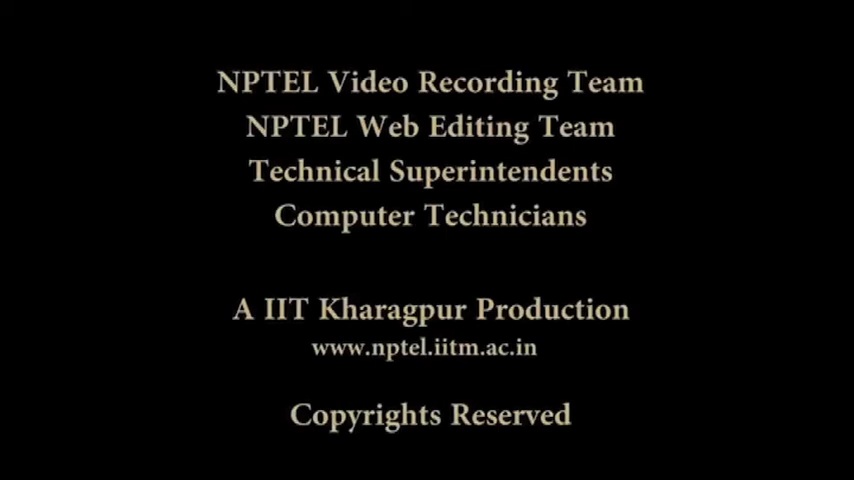 NPTEL Video Recording Team
NPTEL Web Editing Team
Technical Superintendents
Computer Technicians
A IIT Kharagpur Production
www.nptel.iitm.ac.in
Copyrights Reserved